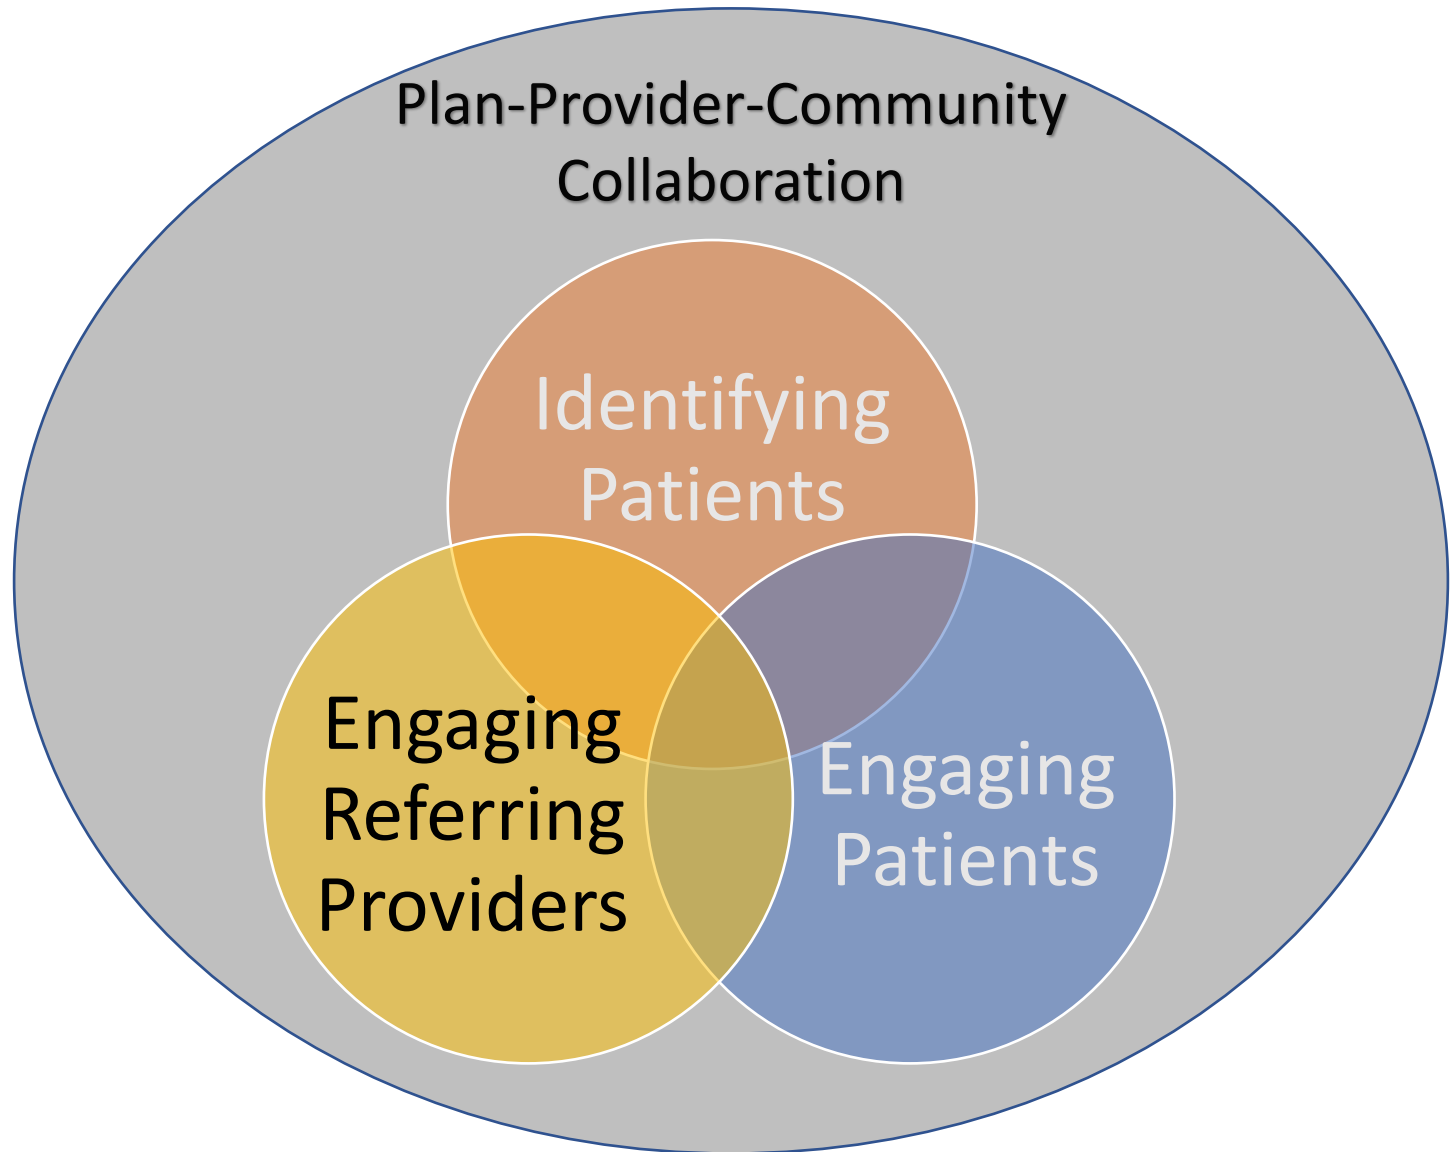 Plan-Provider-Community
Collaboration
Identifying
Patients
Engaging
Referring
Providers
Engaging
Patients